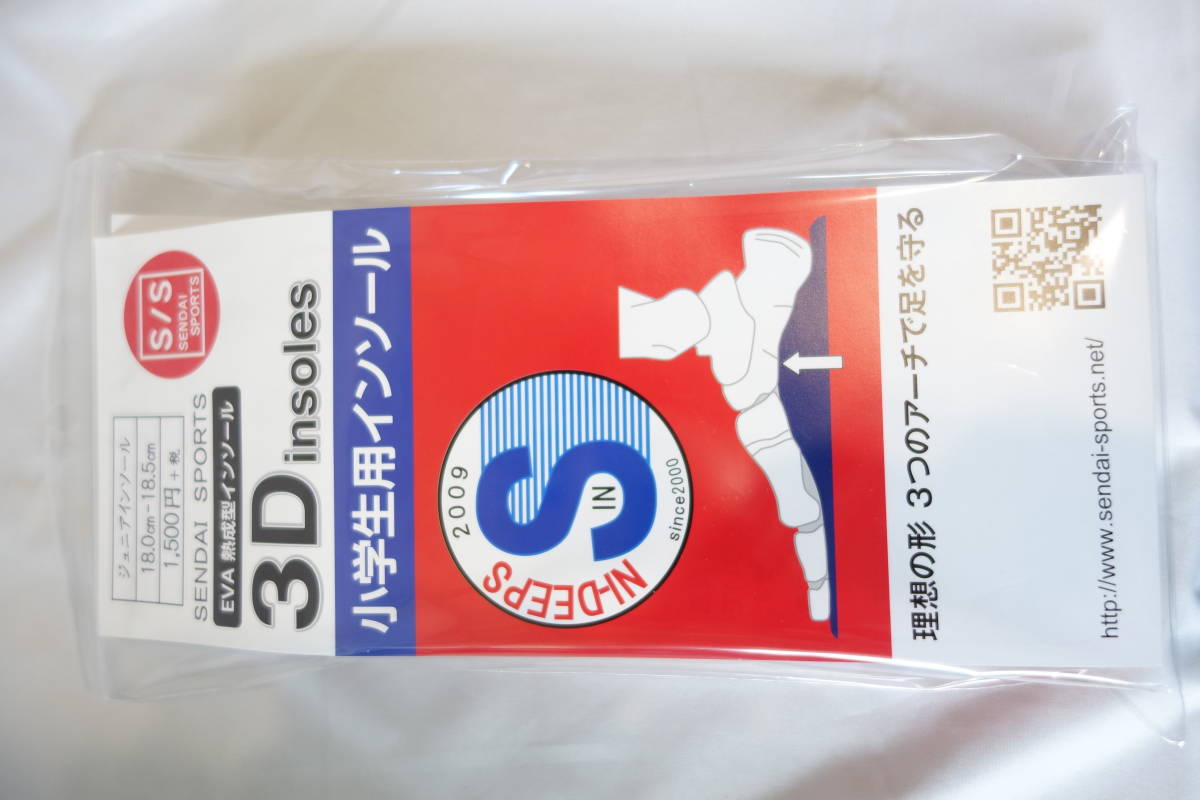 ジュニアインソール
18.0cm-18.5cm
1,500円+税
S/S
SENDAI
SPORTS
SENDAI SPORTS
EVA 熱成型インソール
3D insoles
小学生用インソール
2009
NI-DEEPS
S
IN
since2000
理想の形 3つのアーチで足を守る
http://www.sendai-sports.net/